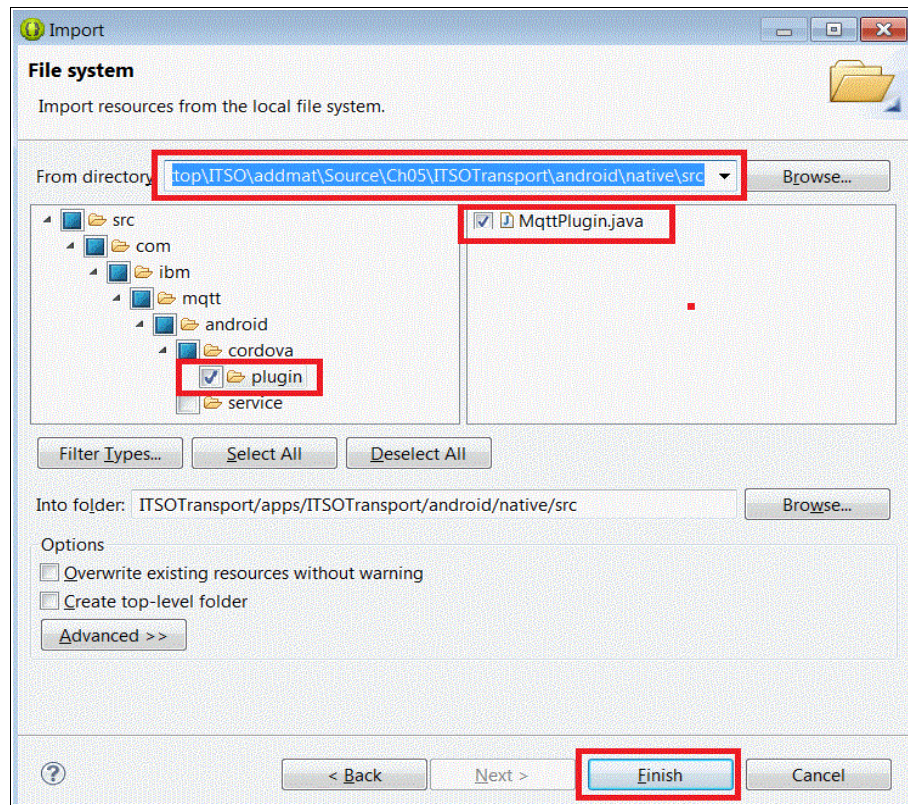 Import
File system
Import resources from the local file system.
From directory
top\ITSO\addmat\Source\Ch05\ITSOTransport\android\native\src
Browse...
src
com
ibm
mqtt
android
cordova
plugin
service
MqttPlugin.java
Filter Types...
Select All
Deselect All
Into folder: ITSOTransport/apps/ITSOTransport/android/native/src
Browse...
Options
Overwrite existing resources without warning
Create top-level folder
Advanced >>
< Back
Next >
Finish
Cancel